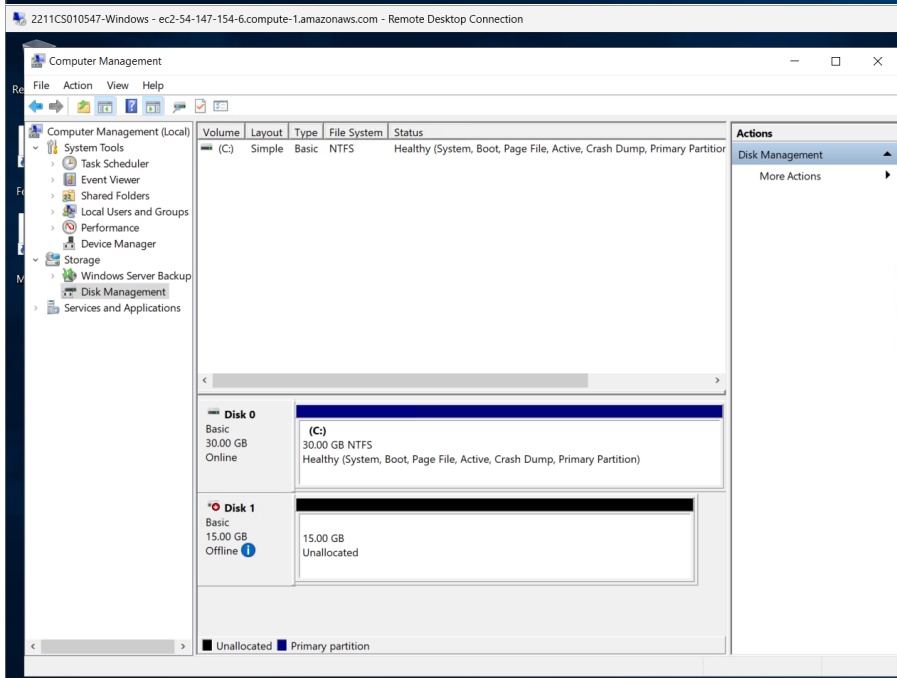 2211CS010547-Windows - ec2-54-147-154-6.compute-1.amazonaws.com - Remote Desktop Connection
Computer Management
File Action View Help
Computer Management (Local)
System Tools
Task Scheduler
Event Viewer
Shared Folders
Local Users and Groups
Performance
Device Manager
Storage
Windows Server Backup
Disk Management
Services and Applications
Volume Layout Type File System Status
(C:) Simple Basic NTFS Healthy (System, Boot, Page File, Active, Crash Dump, Primary Partition
Actions
Disk Management
More Actions
Disk 0
Basic
30.00 GB
Online
(C:)
30.00 GB NTFS
Healthy (System, Boot, Page File, Active, Crash Dump, Primary Partition)
Disk 1
Basic
15.00 GB
Offline
15.00 GB
Unallocated
Unallocated Primary partition